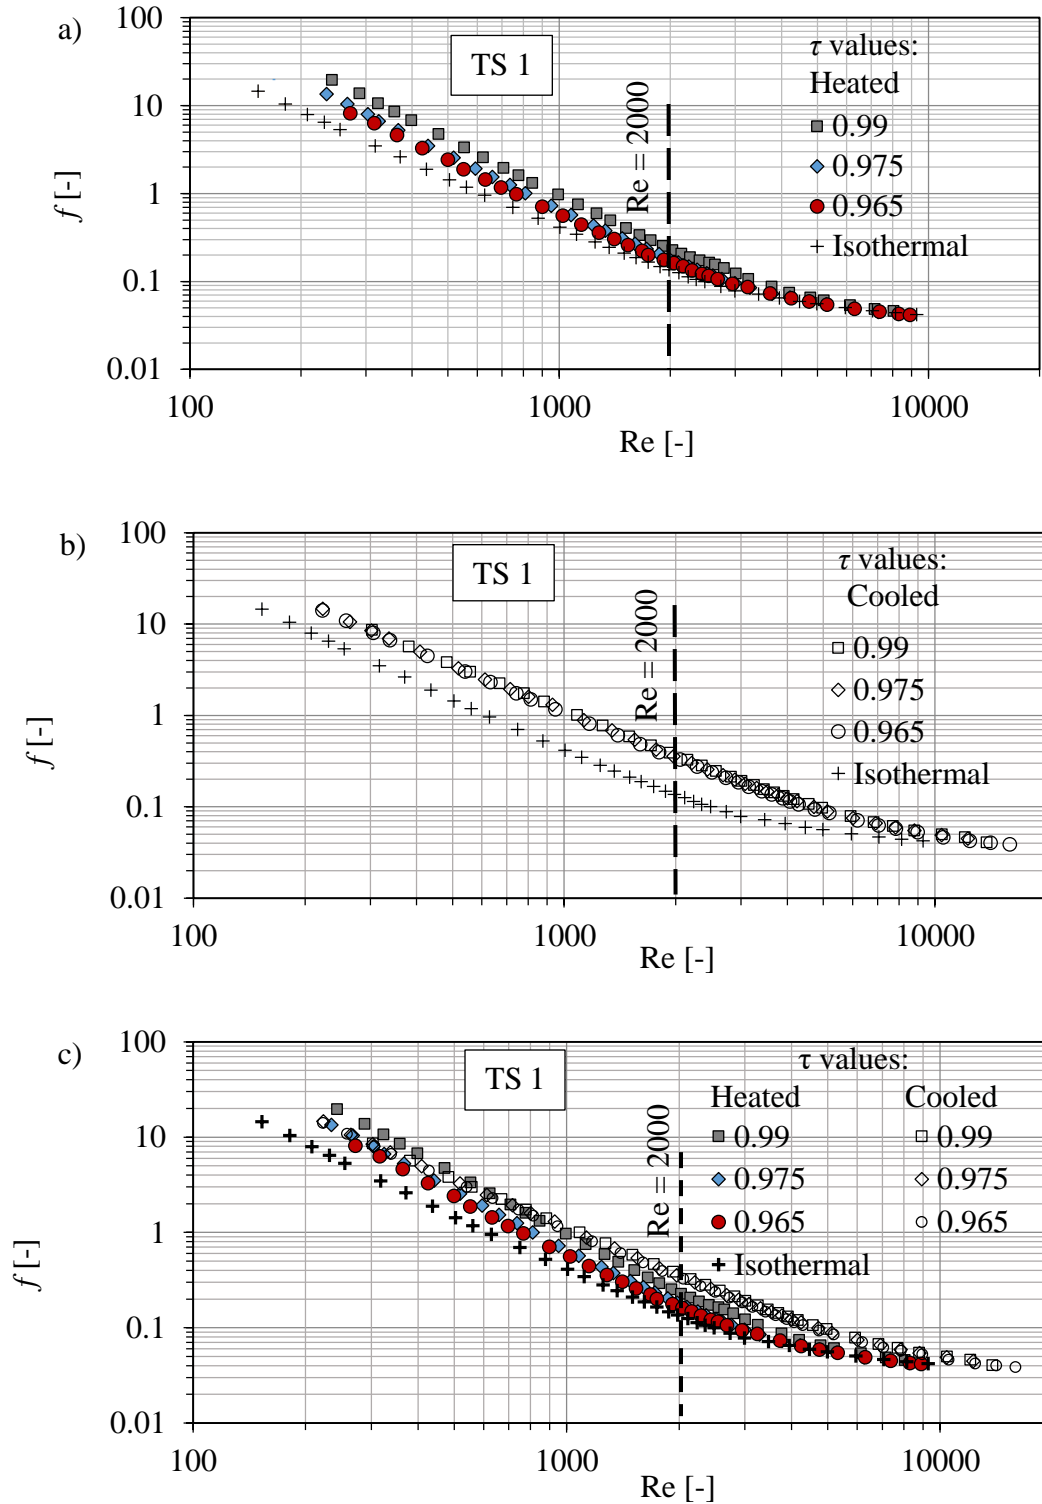 a)
100
10
1
0.1
0.01
f [-]
TS 1
Re = 2000
τ values:
Heated
0.99
0.975
0.965
Isothermal
100
1000
10000
Re [-]
b)
100
10
1
0.1
0.01
f [-]
TS 1
Re = 2000
τ values:
Cooled
0.99
0.975
0.965
Isothermal
100
1000
10000
Re [-]
c)
100
10
1
0.1
0.01
f [-]
TS 1
Re = 2000
τ values:
Heated Cooled
0.99 0.99
0.975 0.975
0.965 0.965
Isothermal
100
1000
10000
Re [-]